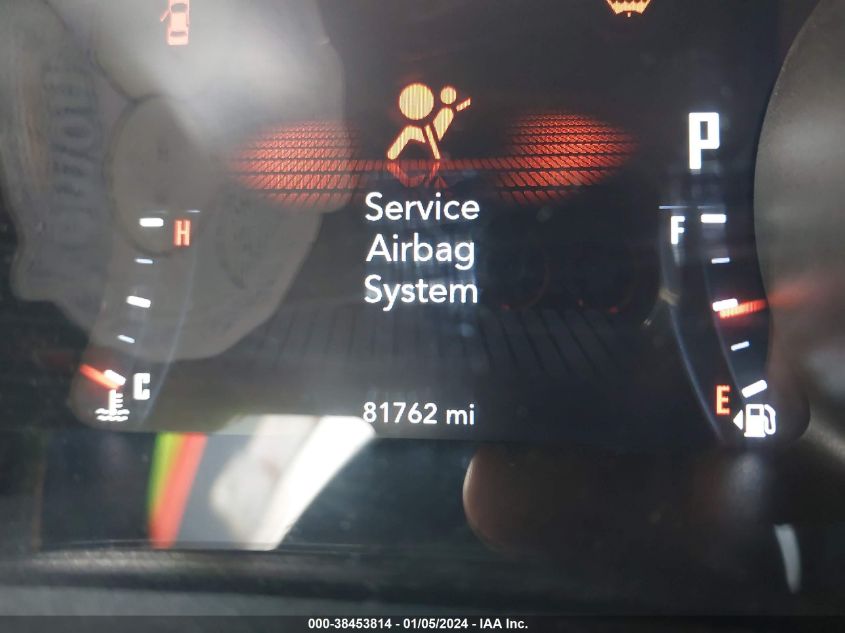 P
Service
Airbag
System
H
F
C
E
81762 mi
000-38453814 - 01/05/2024 - IAA Inc.